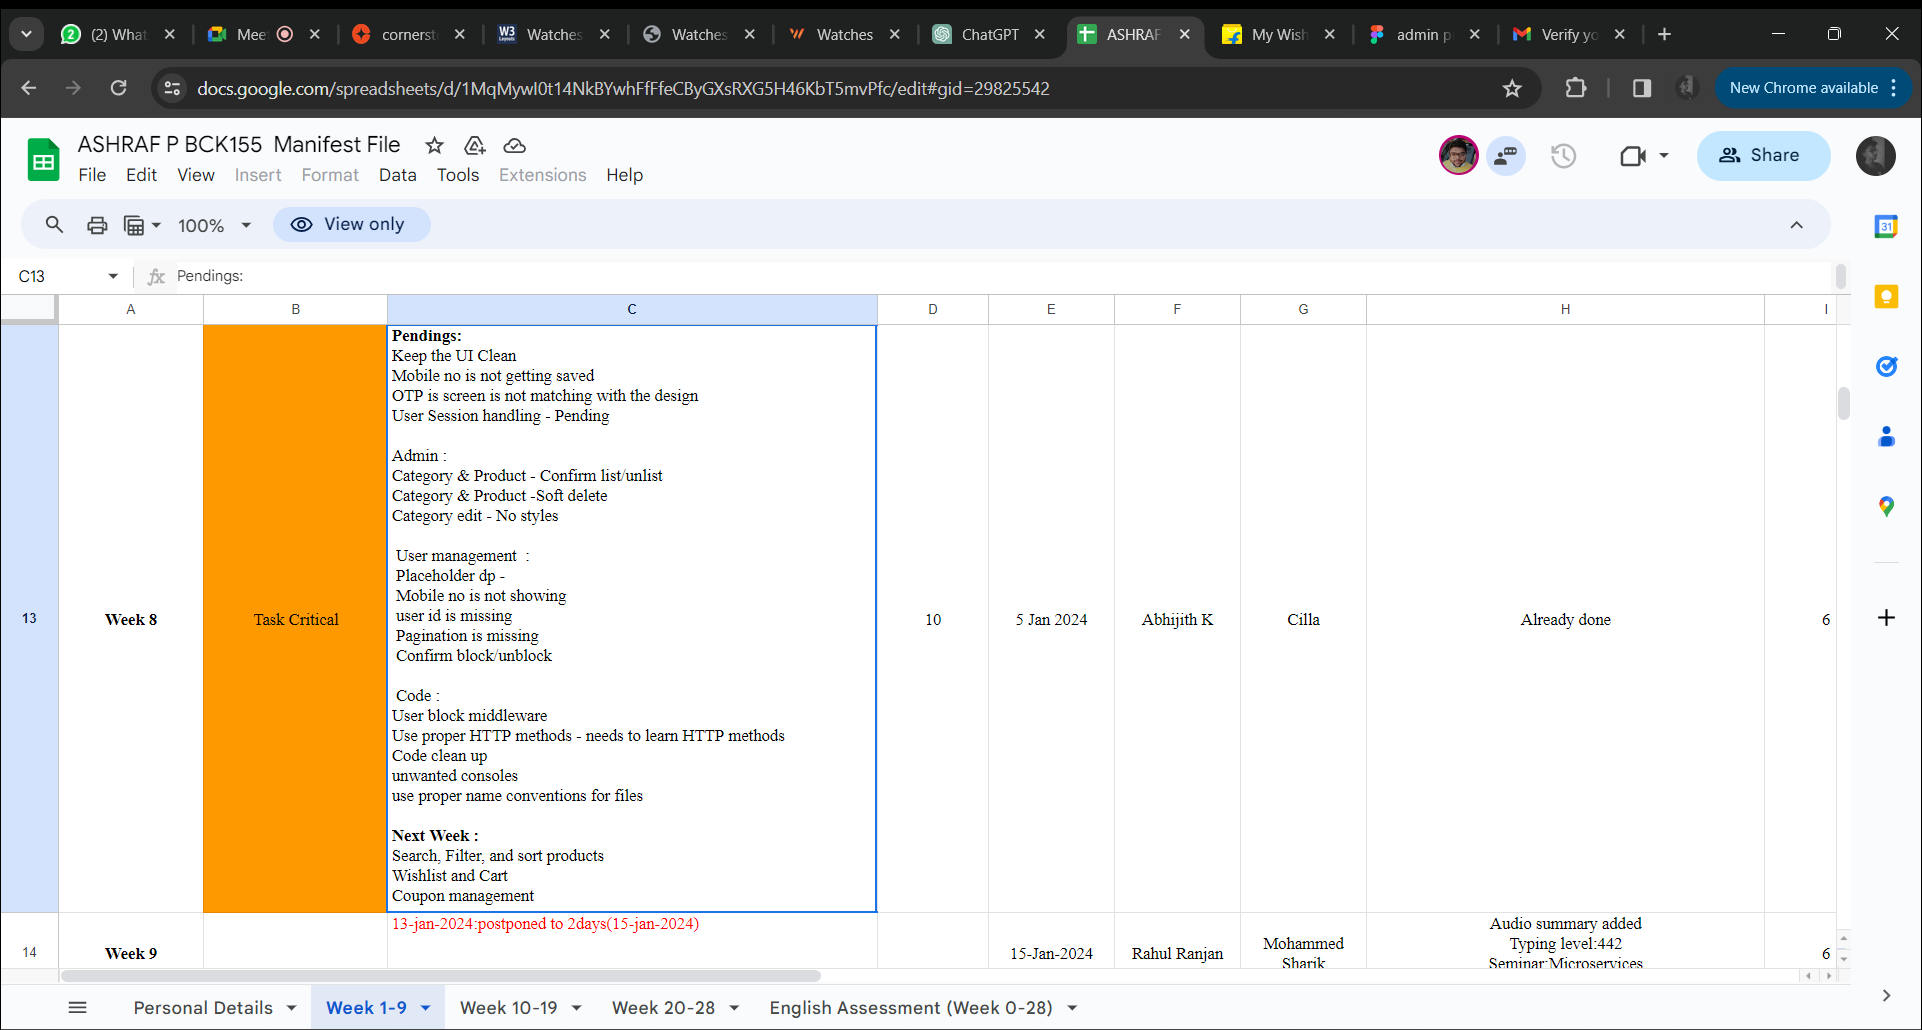 (2) What
Mee
cornerst
W3
Watches
Watches
Watches
ChatGPT
ASHRAF
My Wish
admin p
Verify yo
docs.google.com/spreadsheets/d/1MqMywI0t14NkBYwhFfFfeCByGXsRXG5H46KbT5mvPfc/edit#gid=29825542
New Chrome available
ASHRAF P BCK155 Manifest File
File Edit View Insert Format Data Tools Extensions Help
Share
100%
View only
31
C13
fx
Pendings:
A B C D E F G H I
13
Week 8
Task Critical
Pendings:
Keep the UI Clean
Mobile no is not getting saved
OTP is screen is not matching with the design
User Session handling - Pending
Admin :
Category & Product - Confirm list/unlist
Category & Product -Soft delete
Category edit - No styles
User management :
Placeholder dp -
Mobile no is not showing
user id is missing
Pagination is missing
Confirm block/unblock
Code :
User block middleware
Use proper HTTP methods - needs to learn HTTP methods
Code clean up
unwanted consoles
use proper name conventions for files
Next Week :
Search, Filter, and sort products
Wishlist and Cart
Coupon management
10
5 Jan 2024
Abhijith K
Cilla
Already done
6
14
Week 9
13-jan-2024:postponed to 2days(15-jan-2024)
15-Jan-2024
Rahul Ranjan
Mohammed
Sharik
Audio summary added
Typing level:442
Seminar:Microservices
6
Personal Details
Week 1-9
Week 10-19
Week 20-28
English Assessment (Week 0-28)